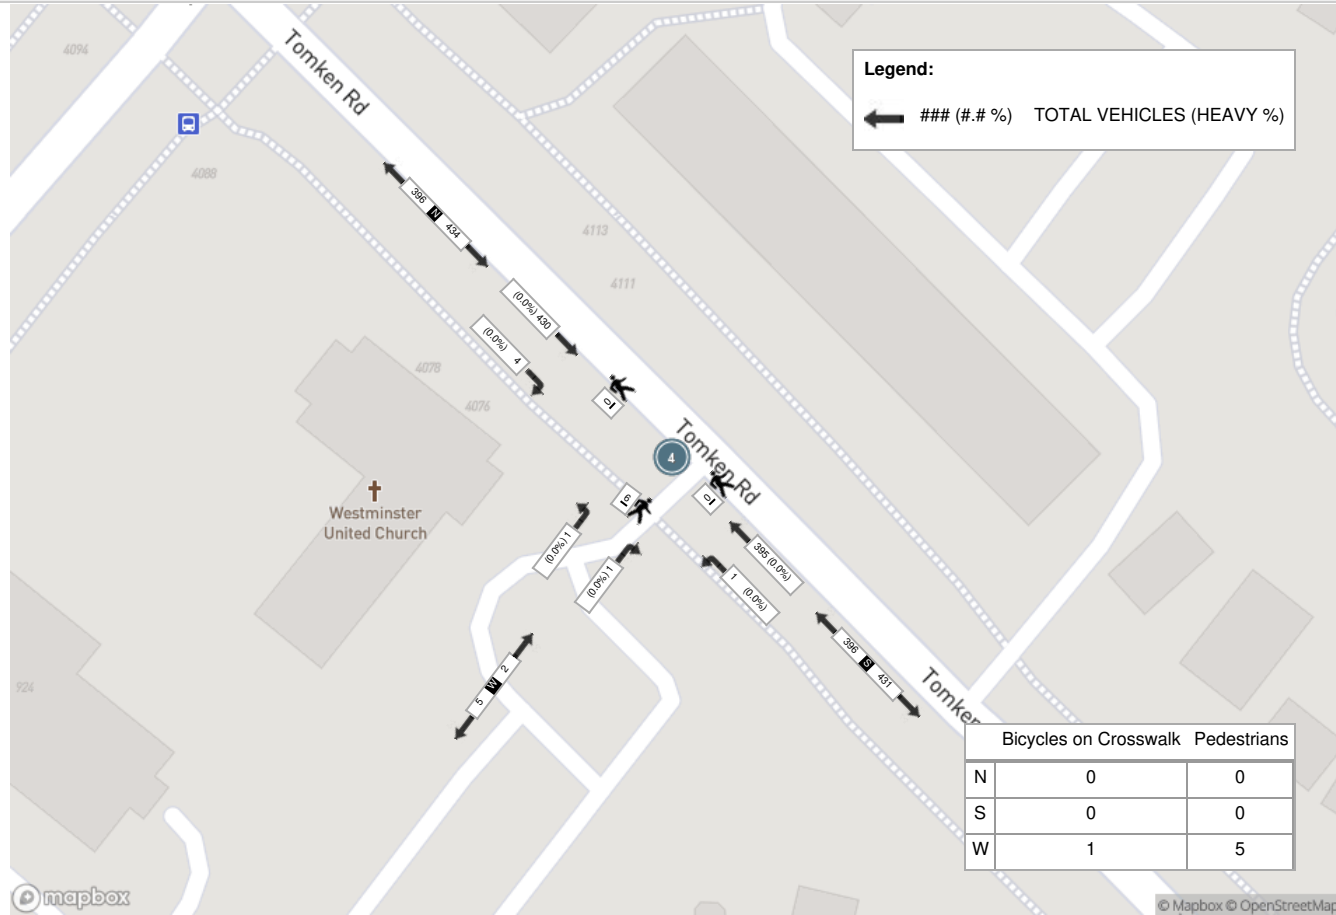 Legend:
### (#.# %) TOTAL VEHICLES (HEAVY %)
4094
Tomken Rd
4088
396 N 434
4113
4111
(0.0%) 430
(0.0%) 4
4078
4076
0
Tomken Rd
4
0
6
Westminster
United Church
(0.0%) 1
(0.0%) 1
395 (0.0%)
1 (0.0%)
396 S 431
5 W 2
924
Tomken
Bicycles on Crosswalk Pedestrians
N 0 0
S 0 0
W 1 5
mapbox
© Mapbox © OpenStreetMap